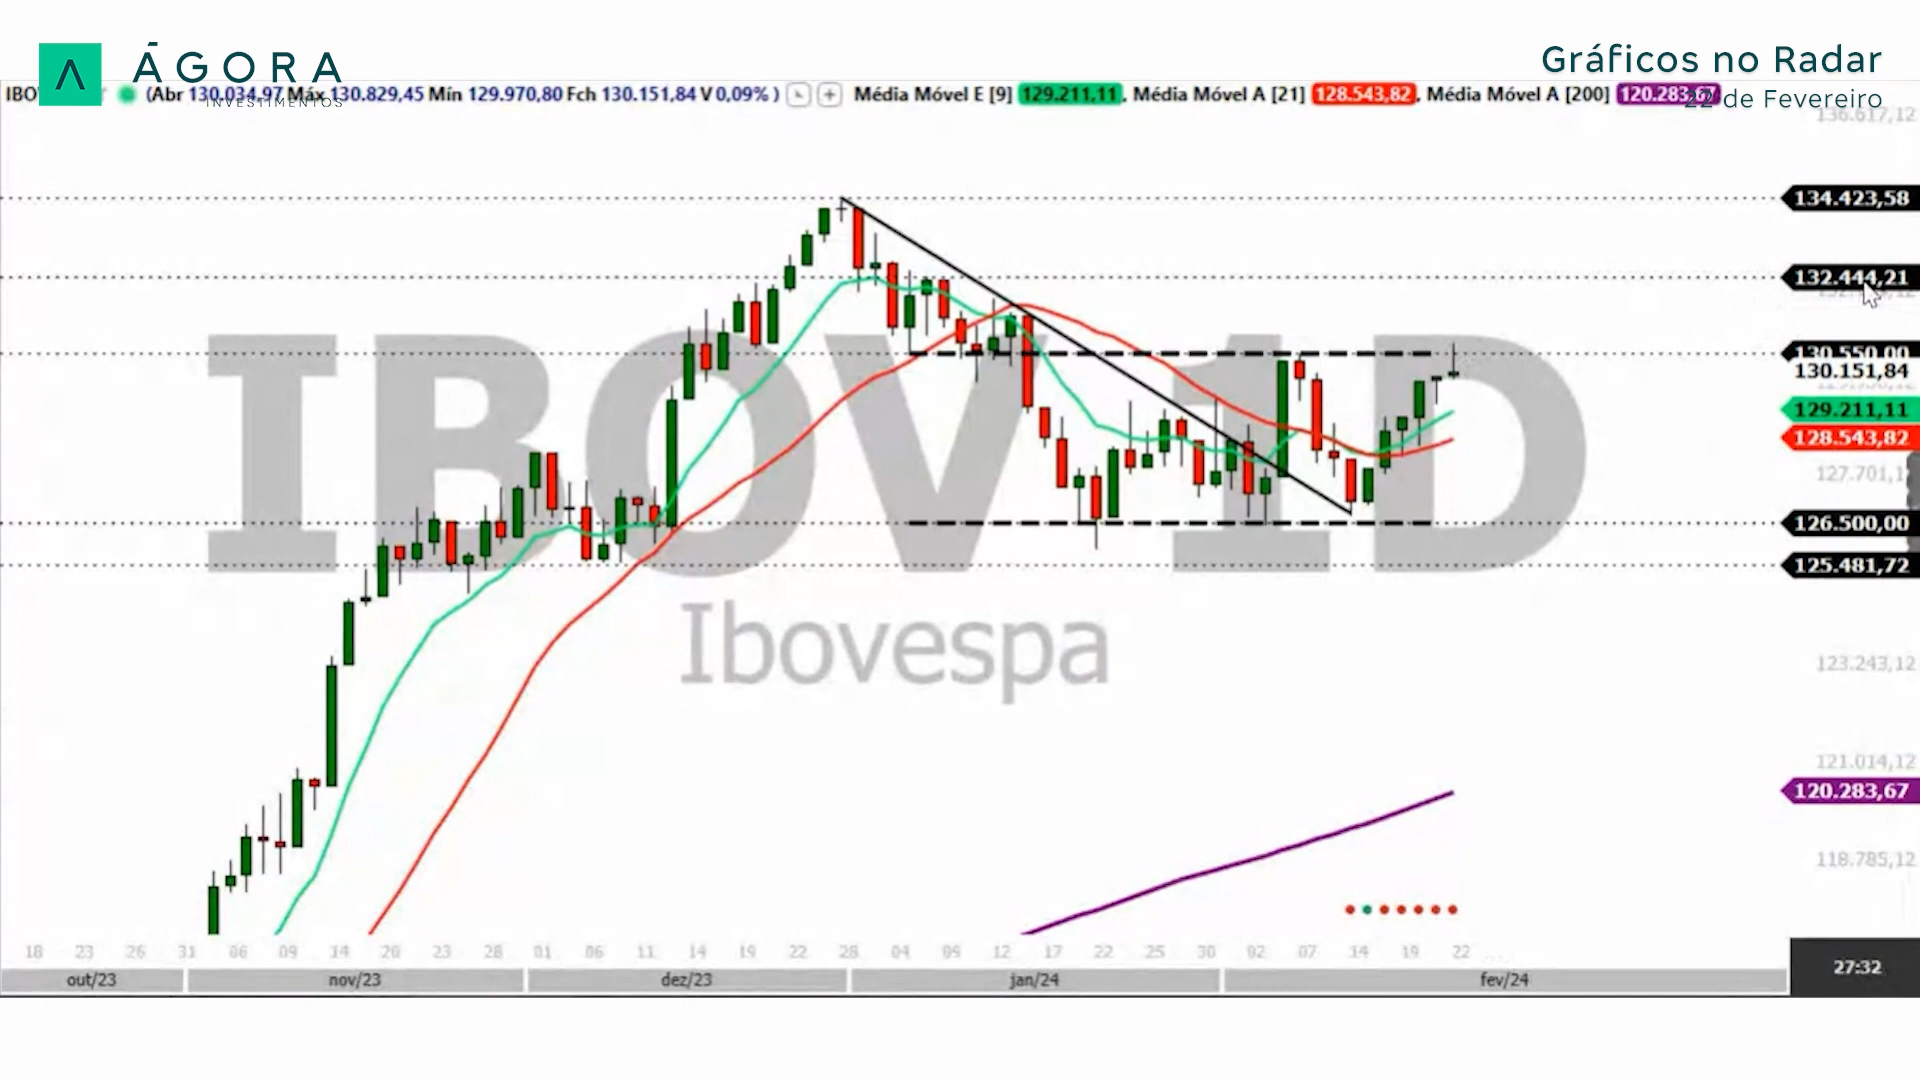 ÁGORA
INVESTIMENTOS
Gráficos no Radar
22 de Fevereiro
(Abr 130.034,97 Máx 130.829,45 Mín 129.970,80 Fch 130.151,84 V 0,09% ) Média Móvel E [9] 129.211,11, Média Móvel A [21] 128.543,82, Média Móvel A [200] 120.283,67
136.617,12
134.423,58
132.444,21
130.550,00
130.151,84
129.211,11
128.543,82
126.500,00
125.481,72
123.243,12
121.014,12
120.283,67
118.785,12
IBOV 1D
Ibovespa
18 23 26 31 06 09 14 20 23 28 01 06 11 14 19 22 28 04 09 12 17 22 25 30 02 07 14 19 22
out/23 nov/23 dez/23 jan/24 fev/24
27:32